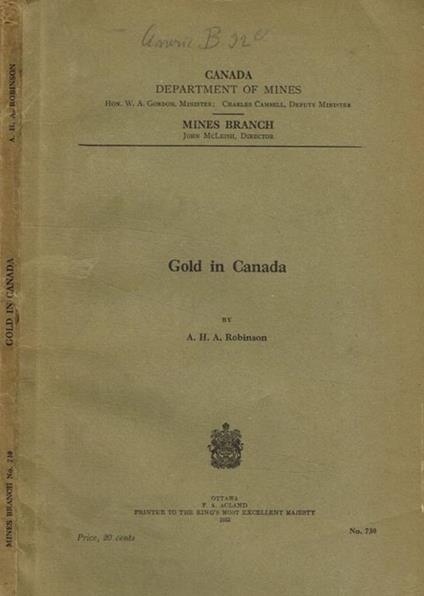 B 32
CANADA
DEPARTMENT OF MINES
HON. W. A. GORDON, MINISTER; CHARLES CAMSELL, DEPUTY MINISTER
MINES BRANCH
JOHN MCLEISH, DIRECTOR
Gold in Canada
BY
A. H. A. Robinson
OTTAWA
F. A. ACLAND
PRINTER TO THE KING'S MOST EXCELLENT MAJESTY
Price, 20 cents
No. 730
A. H. A. ROBINSON
GOLD IN CANADA
MINES BRANCH No. 730